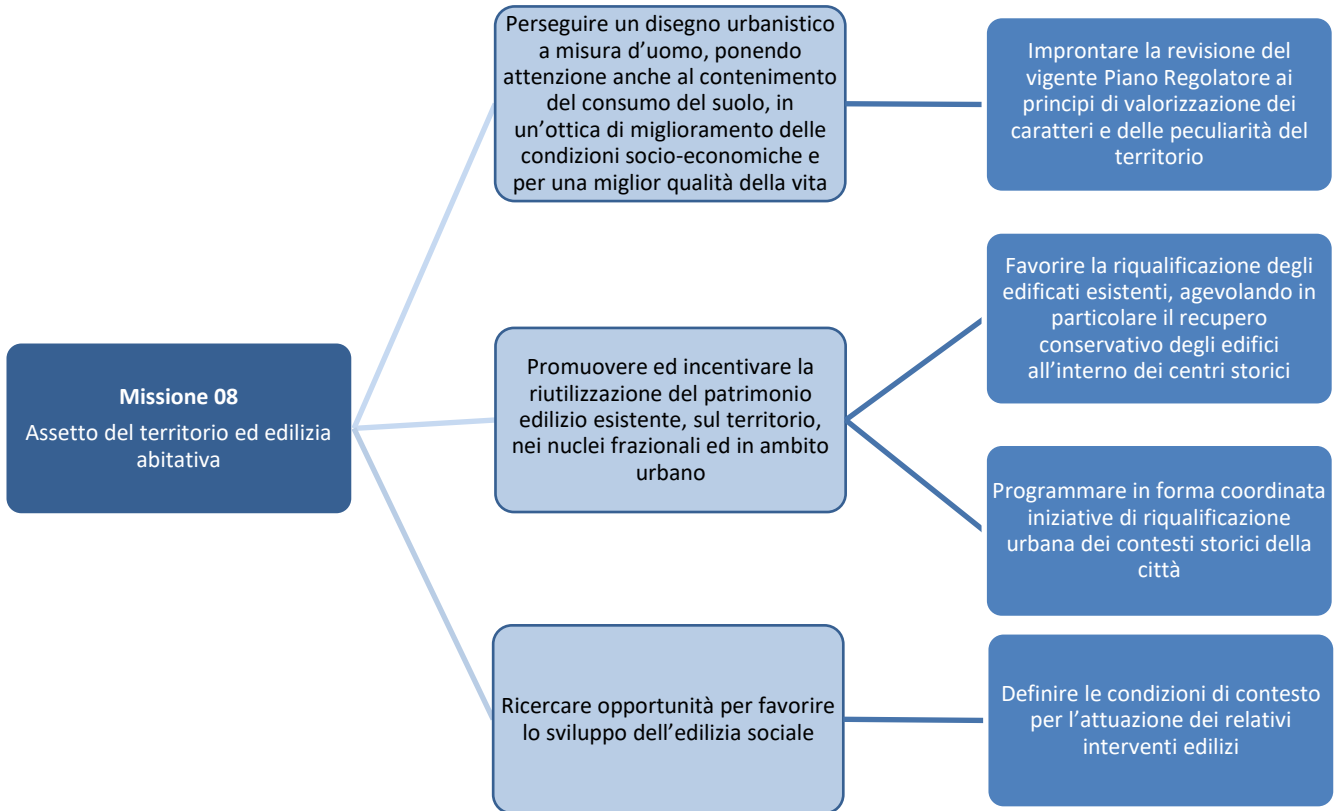 Missione 08
Assetto del territorio ed edilizia
abitativa
Perseguire un disegno urbanistico
a misura d’uomo, ponendo
attenzione anche al contenimento
del consumo del suolo, in
un’ottica di miglioramento delle
condizioni socio-economiche e
per una miglior qualità della vita
Improntare la revisione del
vigente Piano Regolatore ai
principi di valorizzazione dei
caratteri e delle peculiarità del
territorio
Promuovere ed incentivare la
riutilizzazione del patrimonio
edilizio esistente, sul territorio,
nei nuclei frazionali ed in ambito
urbano
Favorire la riqualificazione degli
edificati esistenti, agevolando in
particolare il recupero
conservativo degli edifici
all’interno dei centri storici
Programmare in forma coordinata
iniziative di riqualificazione
urbana dei contesti storici della
città
Ricercare opportunità per favorire
lo sviluppo dell’edilizia sociale
Definire le condizioni di contesto
per l’attuazione dei relativi
interventi edilizi